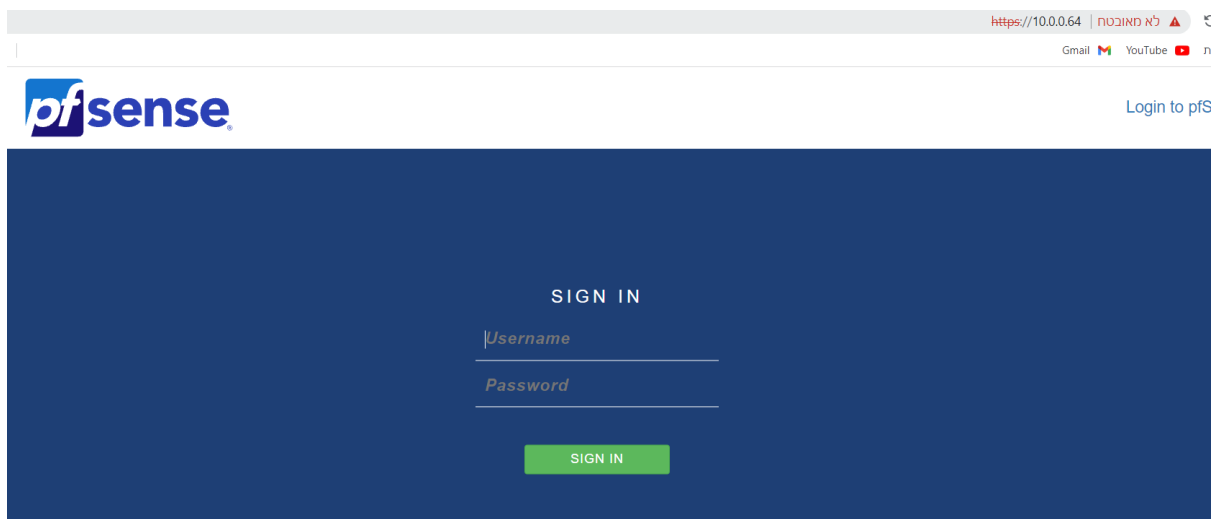 https://10.0.0.64 | לא מאובטח
Gmail YouTube
pfsense
Login to pfS
SIGN IN
Username
Password
SIGN IN